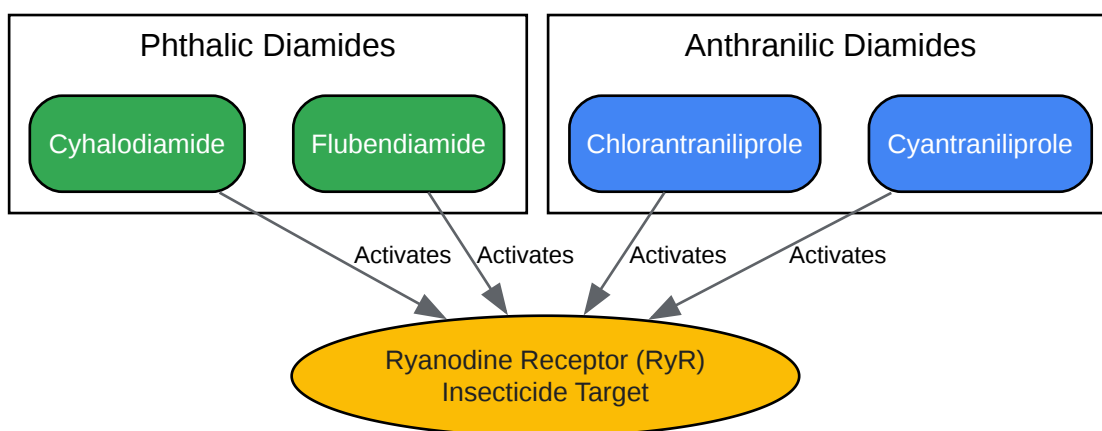 Phthalic Diamides
Anthranilic Diamides
Cyhalodiamide
Flubendiamide
Chlorantraniliprole
Cyantraniliprole
Activates
Activates
Activates
Activates
Ryanodine Receptor (RyR)
Insecticide Target